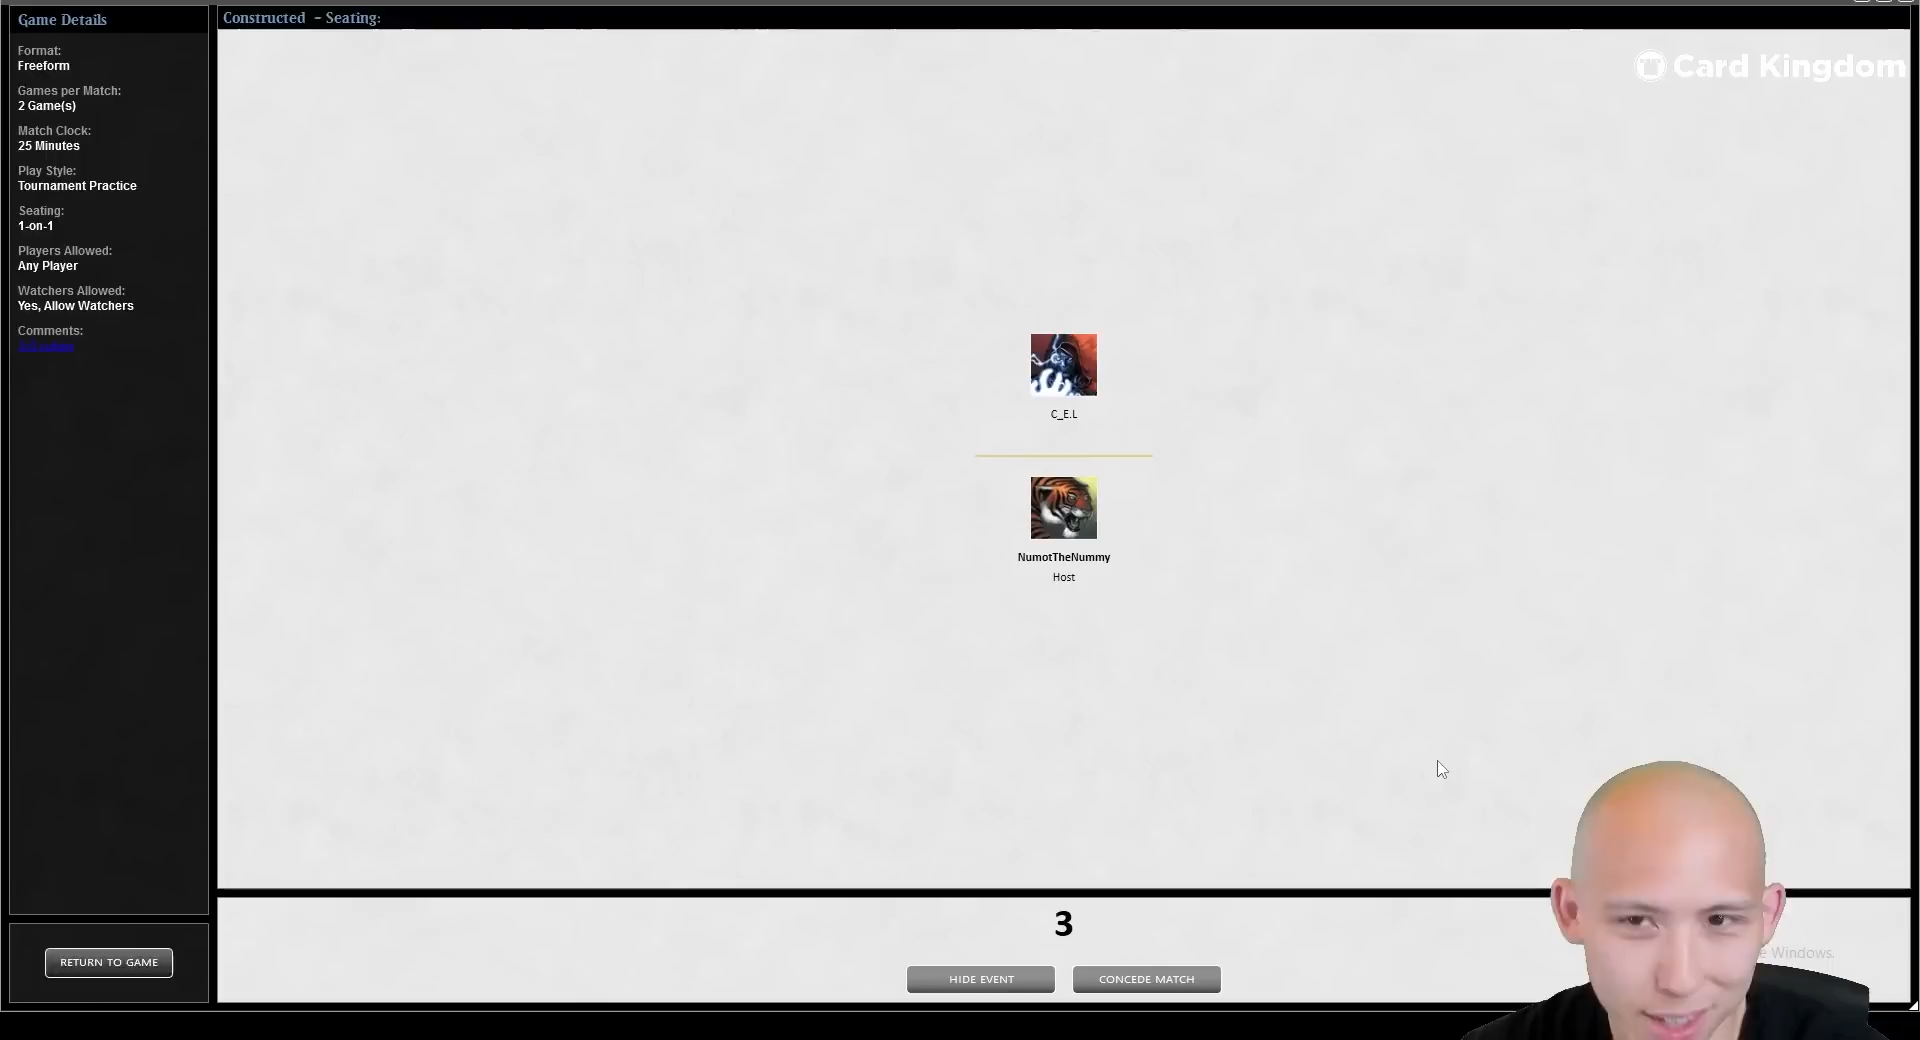 Game Details
Format:
Freeform
Games per Match:
2 Game(s)
Match Clock:
25 Minutes
Play Style:
Tournament Practice
Seating:
1-on-1
Players Allowed:
Any Player
Watchers Allowed:
Yes, Allow Watchers
Comments:
RETURN TO GAME
Constructed - Seating:
Card Kingdom
C_E.L
NumotTheNummy
Host
3
HIDE EVENT
CONCEDE MATCH
Windows.